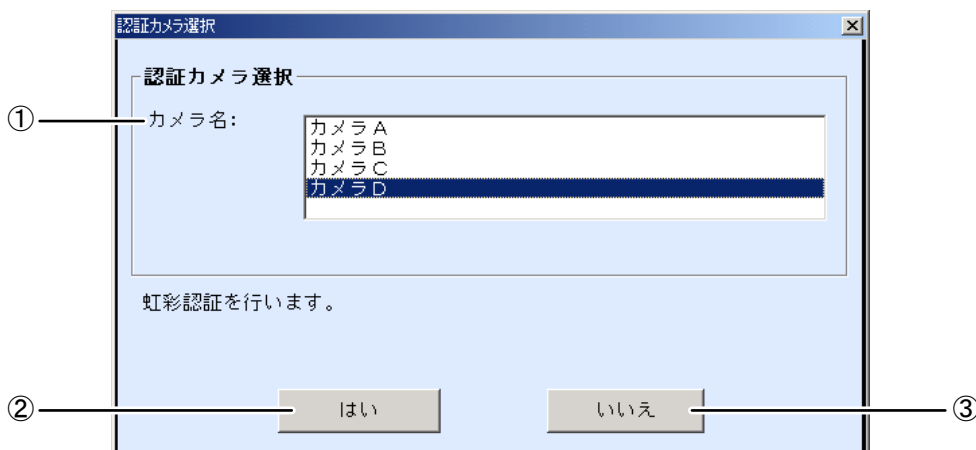 認証カメラ選択
認証カメラ選択
① カメラ名:
カメラA
カメラB
カメラC
カメラD
虹彩認証を行います。
② はい いいえ ③